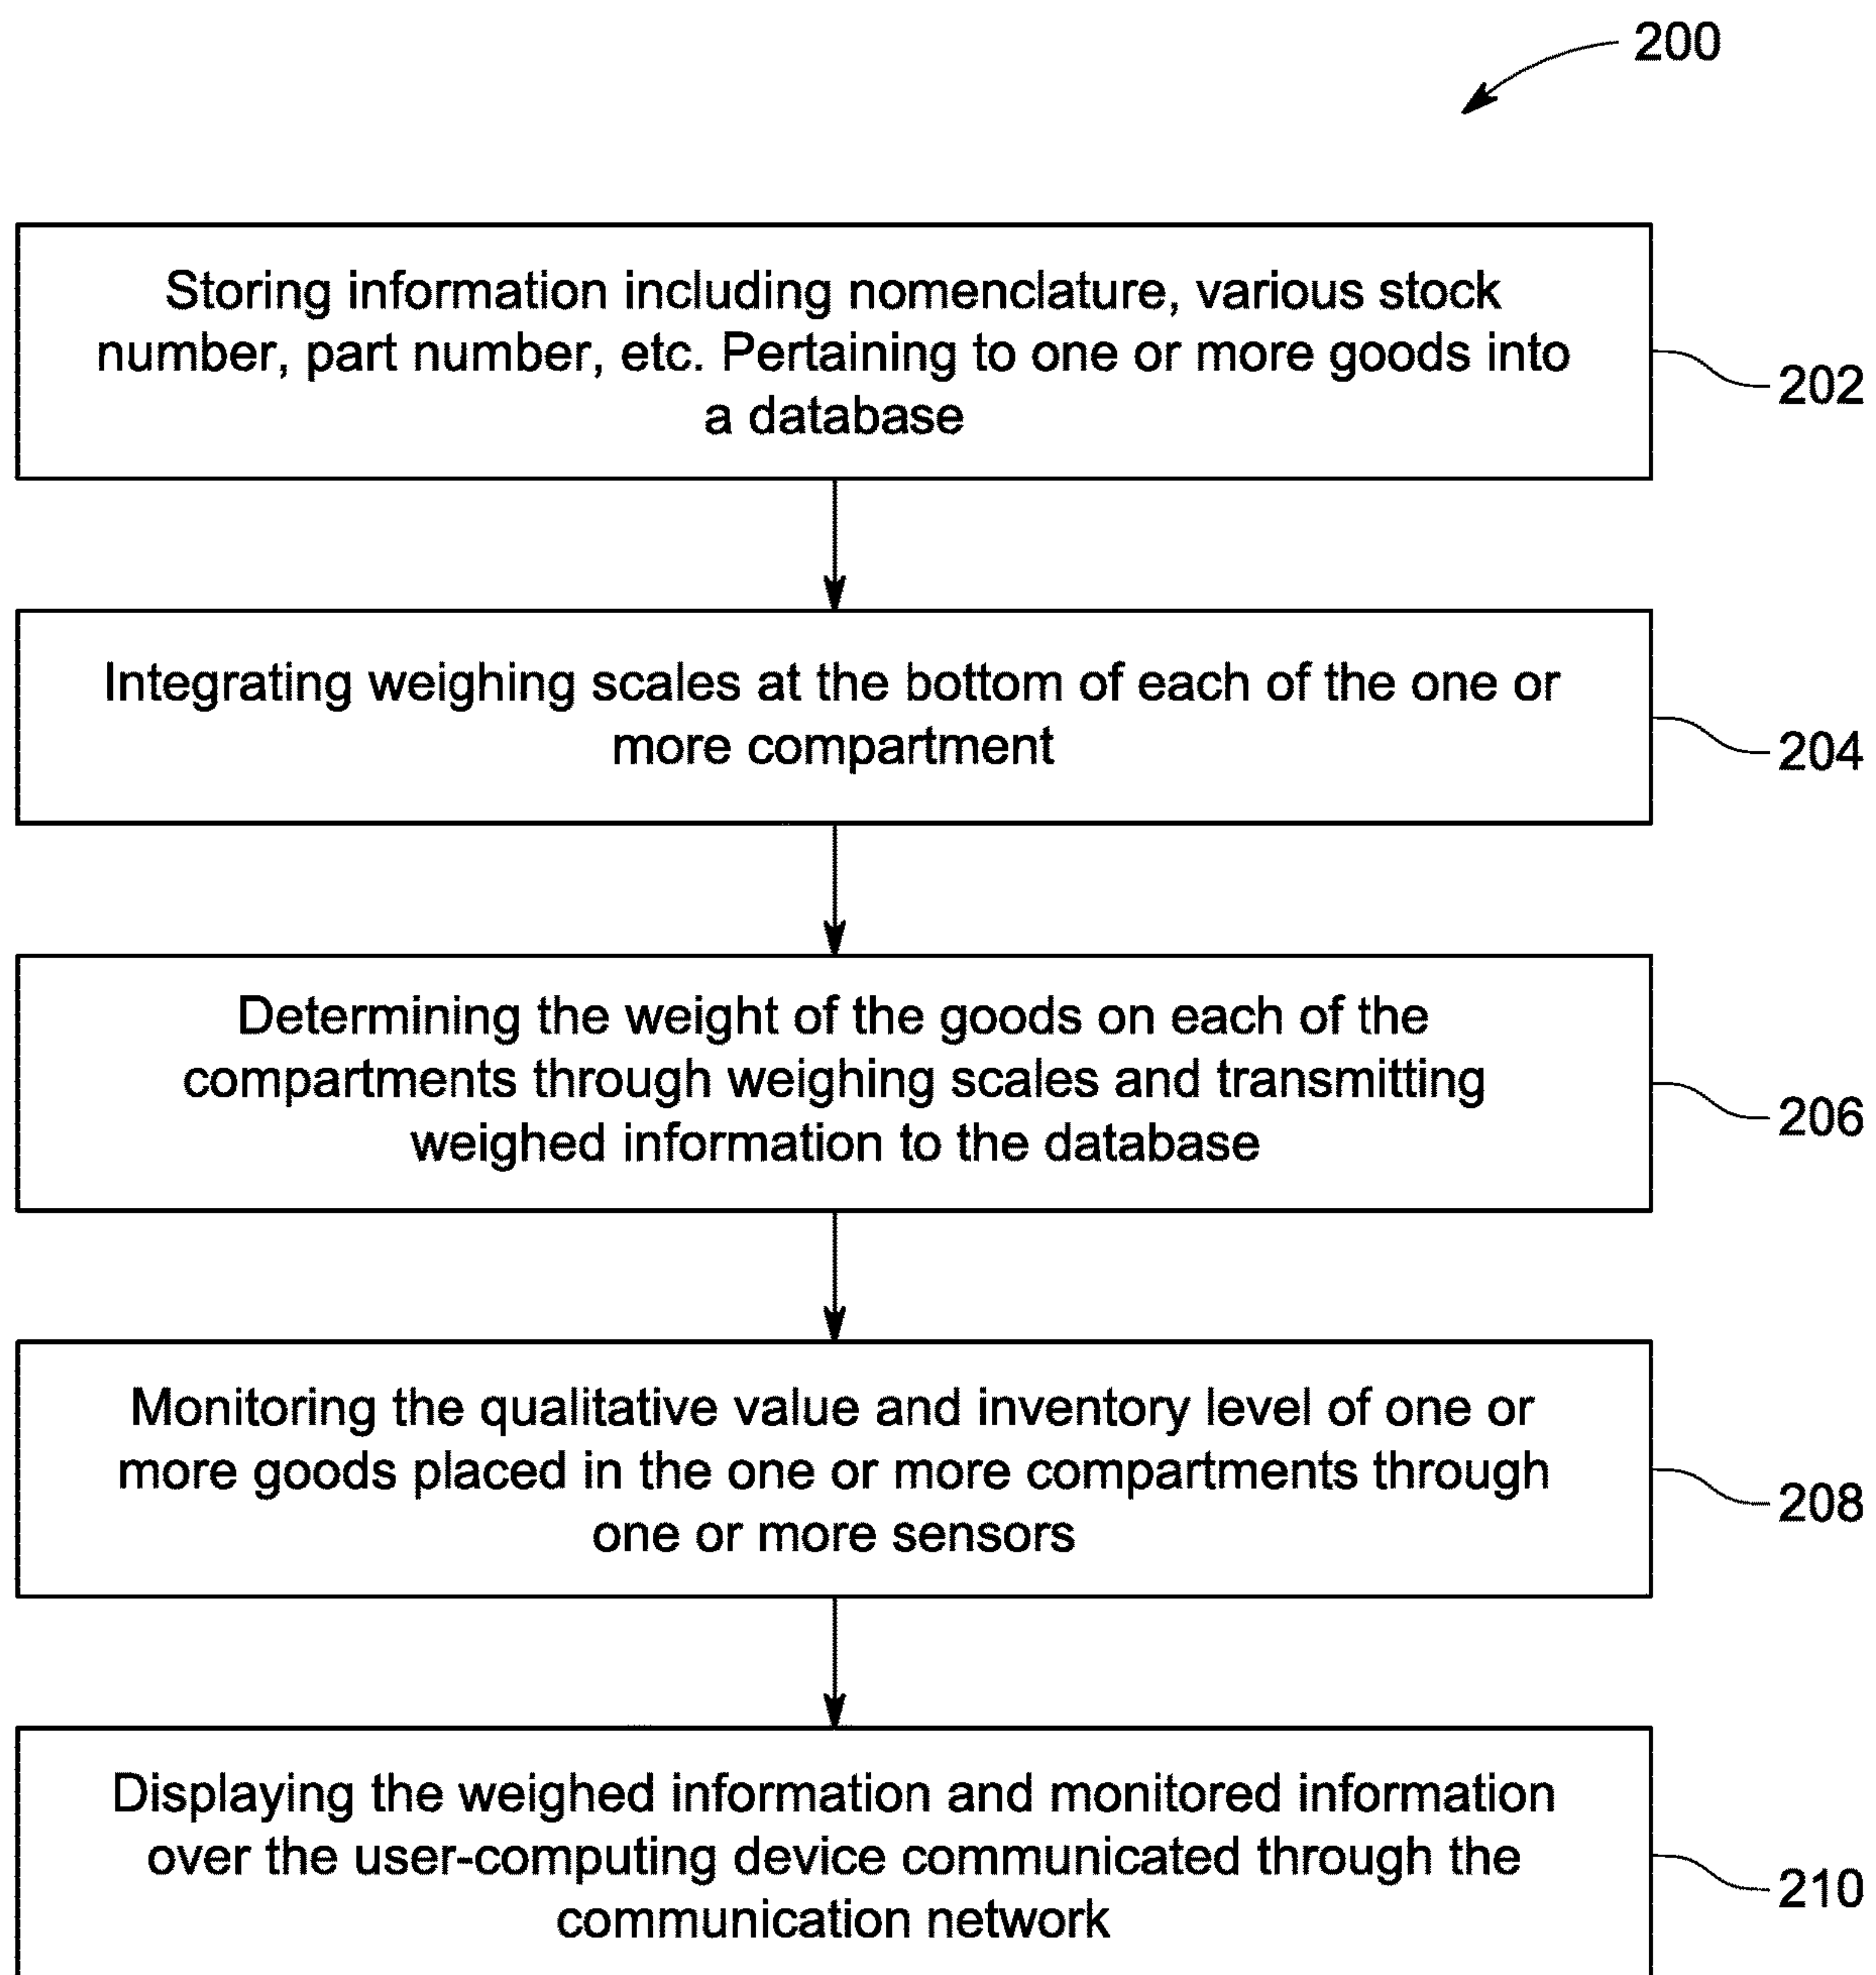 200
Storing information including nomenclature, various stock
number, part number, etc. Pertaining to one or more goods into
a database
202
Integrating weighing scales at the bottom of each of the one or
more compartment
204
Determining the weight of the goods on each of the
compartments through weighing scales and transmitting
weighed information to the database
206
Monitoring the qualitative value and inventory level of one or
more goods placed in the one or more compartments through
one or more sensors
208
Displaying the weighed information and monitored information
over the user-computing device communicated through the
communication network
210